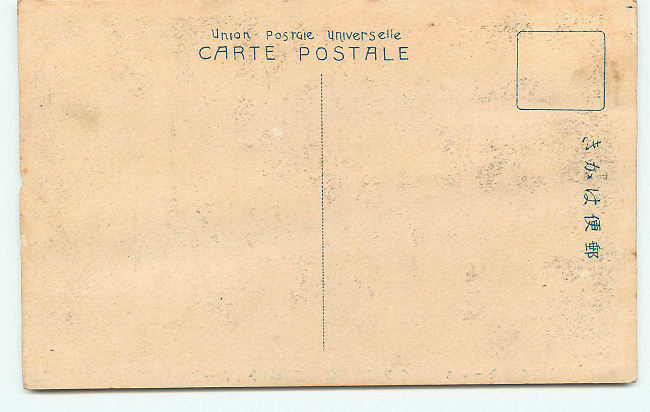 Union Postale Universelle
CARTE POSTALE
郵便はがき